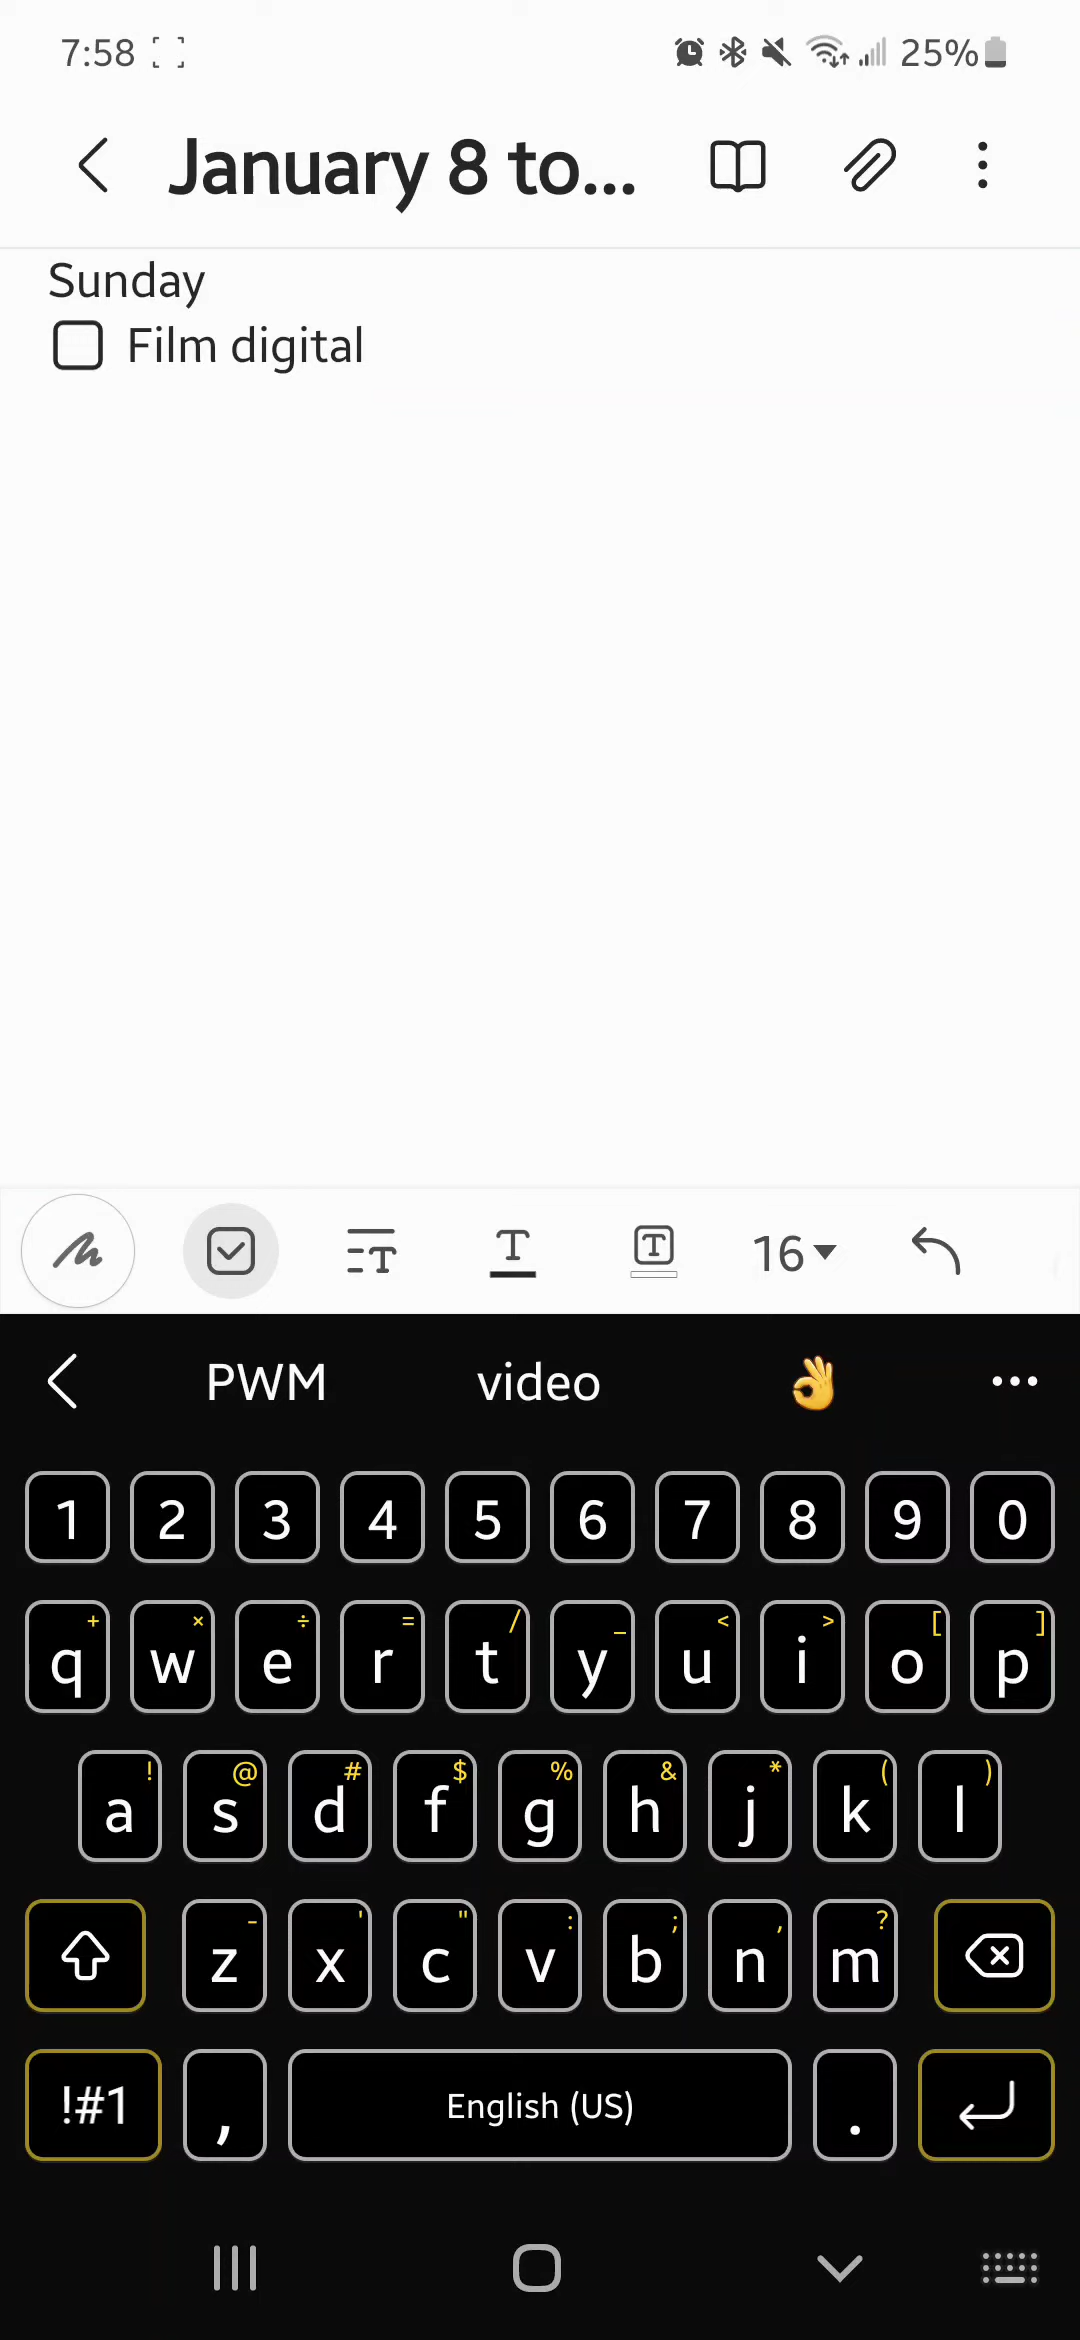 7:58 25%
January 8 to...
Sunday
Film digital
16
PWM video 👌 ...
1 2 3 4 5 6 7 8 9 0
+ × ÷ = / _ < > [ ]
q w e r t y u i o p
! @ # $ % & * ( )
a s d f g h j k l
- ' " : ; , ?
z x c v b n m
!#1 , English (US) .